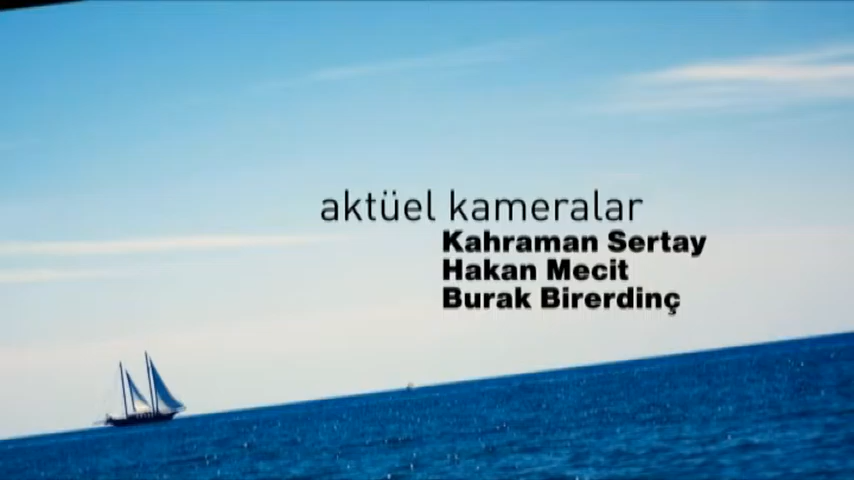 aktüel kameralar
Kahraman Sertay
Hakan Mecit
Burak Birerdinç